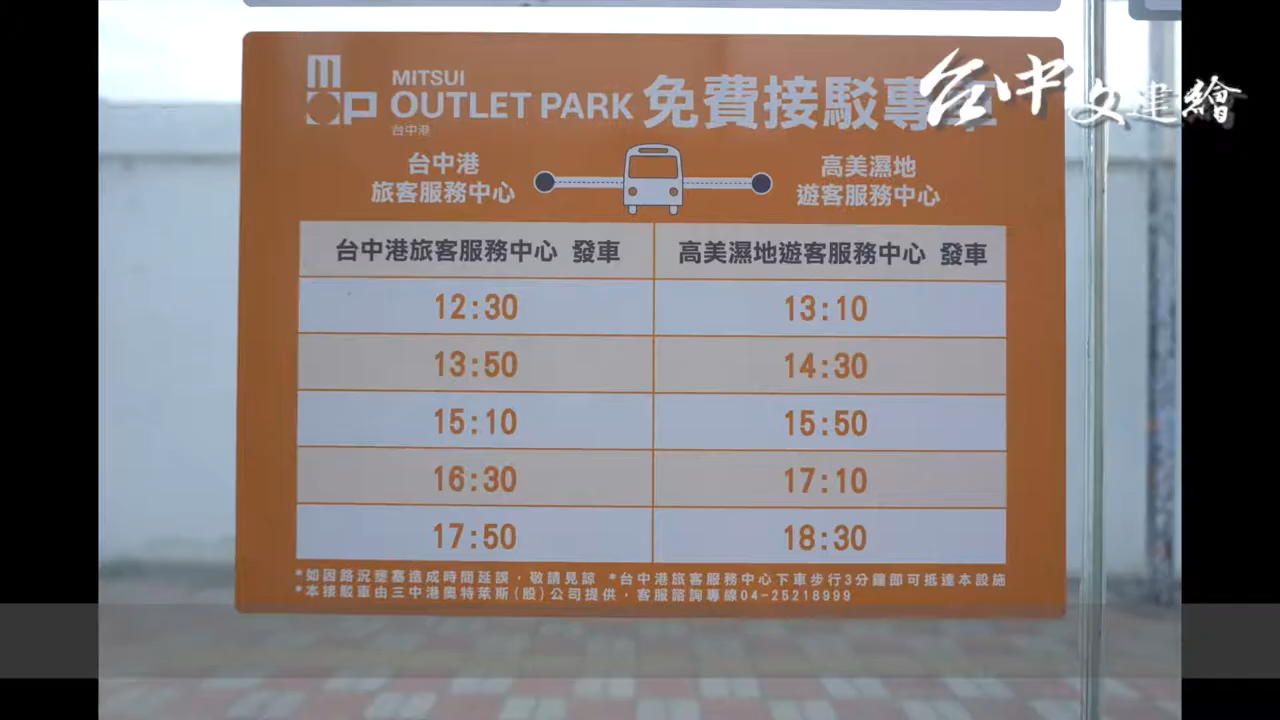 MITSUI
OUTLET PARK 免費接駁專車
台中港
台中文建繪
台中港
旅客服務中心
高美濕地
遊客服務中心
台中港旅客服務中心 發車 高美濕地遊客服務中心 發車
12:30 13:10
13:50 14:30
15:10 15:50
16:30 17:10
17:50 18:30
*如因路況壅塞造成時間延誤，敬請見諒 *台中港旅客服務中心下車步行3分鐘即可抵達本設施
*本接駁車由三中港奧特萊斯(股)公司提供，客服諮詢專線04-25218999